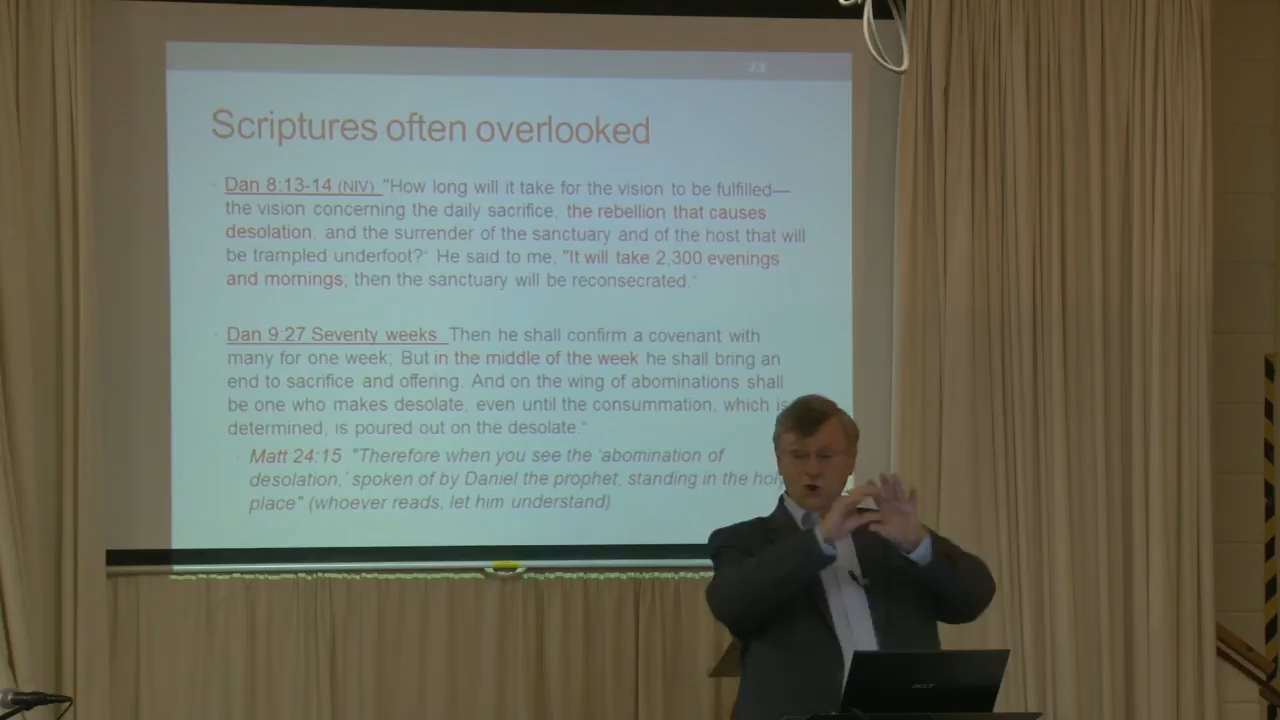 23
Scriptures often overlooked
Dan 8:13-14 (NIV) "How long will it take for the vision to be fulfilled—
the vision concerning the daily sacrifice, the rebellion that causes
desolation, and the surrender of the sanctuary and of the host that will
be trampled underfoot?" He said to me, "It will take 2,300 evenings
and mornings; then the sanctuary will be reconsecrated."
Dan 9:27 Seventy weeks Then he shall confirm a covenant with
many for one week; But in the middle of the week he shall bring an
end to sacrifice and offering. And on the wing of abominations shall
be one who makes desolate, even until the consummation, which is
determined, is poured out on the desolate."
Matt 24:15 "Therefore when you see the 'abomination of
desolation,' spoken of by Daniel the prophet, standing in the holy
place" (whoever reads, let him understand)
acer